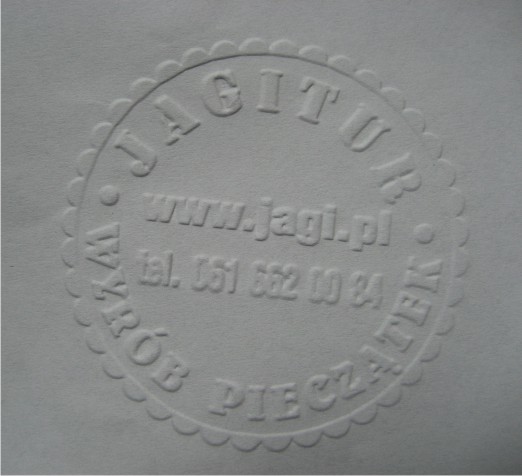 • JAGITUR •
www.jagi.pl
tel. 061 662 00 84
WYRÓB PIECZĄTEK